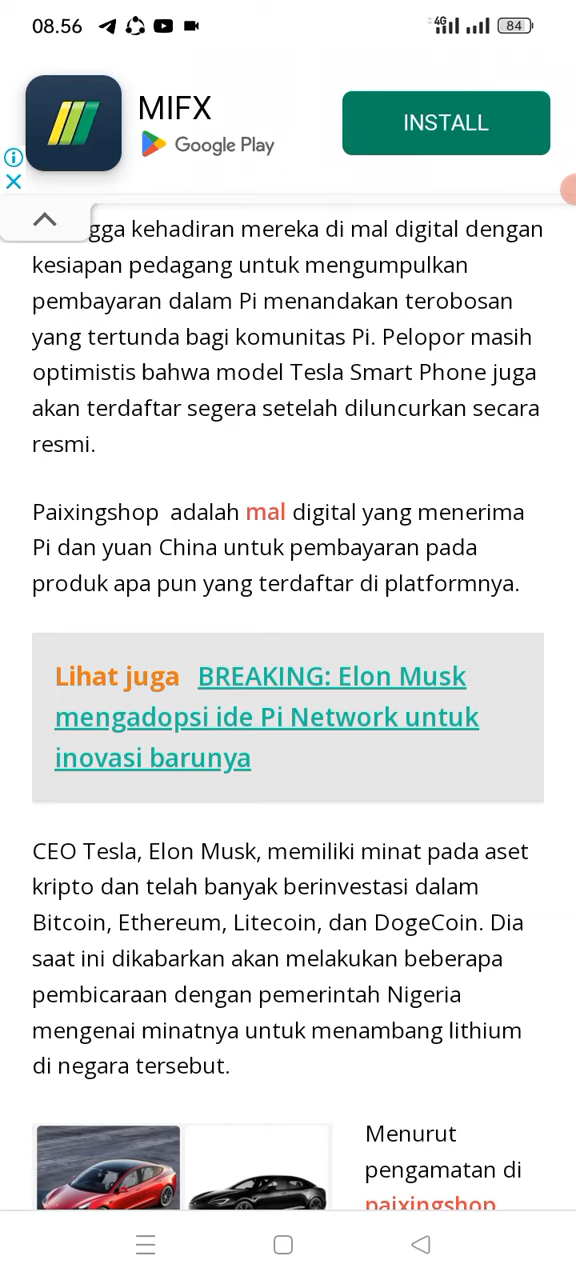 08.56
4G
84
MIFX
Google Play
INSTALL
gga kehadiran mereka di mal digital dengan
kesiapan pedagang untuk mengumpulkan
pembayaran dalam Pi menandakan terobosan
yang tertunda bagi komunitas Pi. Pelopor masih
optimistis bahwa model Tesla Smart Phone juga
akan terdaftar segera setelah diluncurkan secara
resmi.
Paixingshop adalah mal digital yang menerima
Pi dan yuan China untuk pembayaran pada
produk apa pun yang terdaftar di platformnya.
Lihat juga BREAKING: Elon Musk
mengadopsi ide Pi Network untuk
inovasi barunya
CEO Tesla, Elon Musk, memiliki minat pada aset
kripto dan telah banyak berinvestasi dalam
Bitcoin, Ethereum, Litecoin, dan DogeCoin. Dia
saat ini dikabarkan akan melakukan beberapa
pembicaraan dengan pemerintah Nigeria
mengenai minatnya untuk menambang lithium
di negara tersebut.
Menurut
pengamatan di
paixingshop